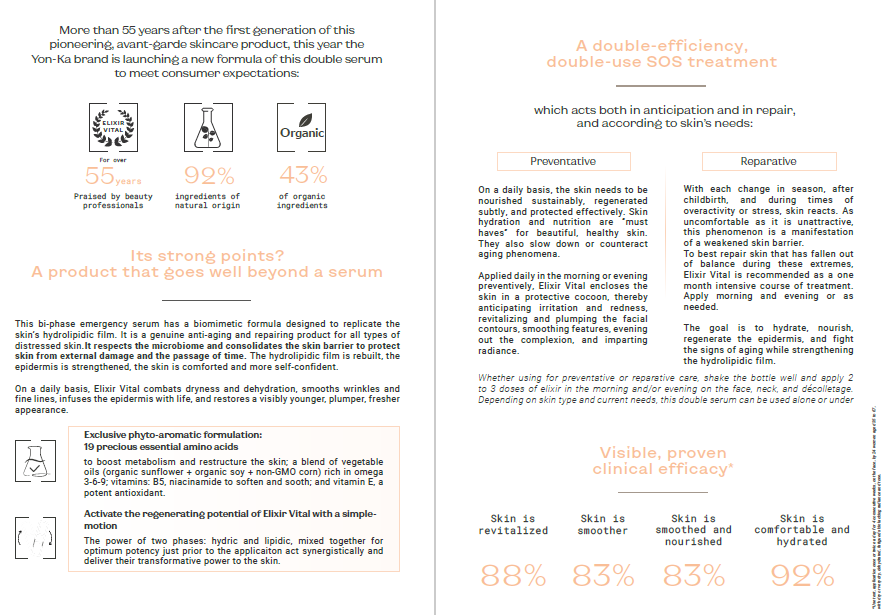 More than 55 years after the first generation of this
pioneering, avant-garde skincare product, this year the
Yon-Ka brand is launching a new formula of this double serum
to meet consumer expectations:
ELIXIR
VITAL
Organic
For over
55years
92%
43%
Praised by beauty
professionals
ingredients of
natural origin
of organic
ingredients
Its strong points?
A product that goes well beyond a serum
This bi-phase emergency serum has a biomimetic formula designed to replicate the
skin's hydrolipidic film. It is a genuine anti-aging and repairing product for all types of
distressed skin.It respects the microbiome and consolidates the skin barrier to protect
skin from external damage and the passage of time. The hydrolipidic film is rebuilt, the
epidermis is strengthened, the skin is comforted and more self-confident.
On a daily basis, Elixir Vital combats dryness and dehydration, smooths wrinkles and
fine lines, infuses the epidermis with life, and restores a visibly younger, plumper, fresher
appearance.
Exclusive phyto-aromatic formulation:
19 precious essential amino acids
to boost metabolism and restructure the skin; a blend of vegetable
oils (organic sunflower + organic soy + non-GMO corn) rich in omega
3-6-9; vitamins: B5, niacinamide to soften and sooth; and vitamin E, a
potent antioxidant.
Activate the regenerating potential of Elixir Vital with a simple-
motion
The power of two phases: hydric and lipidic, mixed together for
optimum potency just prior to the applicaiton act synergistically and
deliver their transformative power to the skin.
A double-efficiency,
double-use SOS treatment
which acts both in anticipation and in repair,
and according to skin's needs:
Preventative
On a daily basis, the skin needs to be
nourished sustainably, regenerated
subtly, and protected effectively. Skin
hydration and nutrition are "must
haves" for beautiful, healthy skin.
They also slow down or counteract
aging phenomena.
Applied daily in the morning or evening
preventively, Elixir Vital encloses the
skin in a protective cocoon, thereby
anticipating irritation and redness,
revitalizing and plumping the facial
contours, smoothing features, evening
out the complexion, and imparting
radiance.
Reparative
With each change in season, after
childbirth, and during times of
overactivity or stress, skin reacts. As
uncomfortable as it is unattractive,
this phenomenon is a manifestation
of a weakened skin barrier.
To best repair skin that has fallen out
of balance during these extremes,
Elixir Vital is recommended as a one
month intensive course of treatment.
Apply morning and evening or as
needed.
The goal is to hydrate, nourish,
regenerate the epidermis, and fight
the signs of aging while strengthening
the hydrolipidic film.
Whether using for preventative or reparative care, shake the bottle well and apply 2
to 3 doses of elixir in the morning and/or evening on the face, neck, and décolletage.
Depending on skin type and current needs, this double serum can be used alone or under
Visible, proven
clinical efficacy*
Skin is
revitalized
Skin is
smoother
Skin is
smoothed and
nourished
Skin is
comfortable and
hydrated
88%
83%
83%
92%